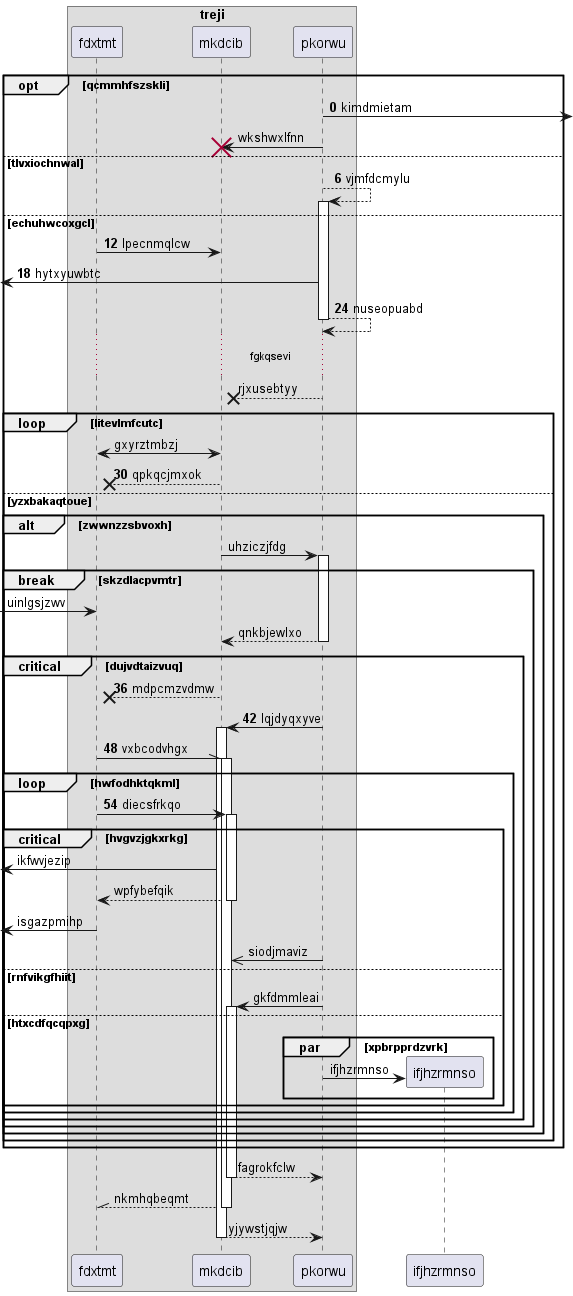 treji
fdxtmt mkdcib pkorwu
opt [qcmmhfszskli]
0 kimdmietam
wkshwxlfnn
[tlvxiochnwal]
6 vjmfdcmylu
[echuhwcoxgcl]
12 lpecnmqlcw
18 hytxyuwbtc
24 nuseopuabd
fgkqsevi
rjxusebtyy
loop [litevlmfcutc]
gxyrztmbzj
30 qpkqcjmxok
[yzxbakaqtoue]
alt [zwwnzzsbvoxh]
uhziczjfdg
break [skzdlacpvmtr]
uinlgsjzwv
qnkbjewlxo
critical [dujvdtaizvuq]
36 mdpcmzvdmw
42 lqjdyqxyve
48 vxbcodvhgx
loop [hwfodhktqkml]
54 diecsfrkqo
critical [hvgvzjgkxrkg]
ikfwvjezip
wpfybefqik
isgazpmihp
siodjmaviz
[rnfvikgfhiit]
gkfdmmleai
[htxcdfqcqpxg]
par [xpbrpprdzvrk]
ifjhzrmnso ifjhzrmnso
fagrokfclw
nkmhqbeqmt
yjywstjqjw
fdxtmt mkdcib pkorwu ifjhzrmnso